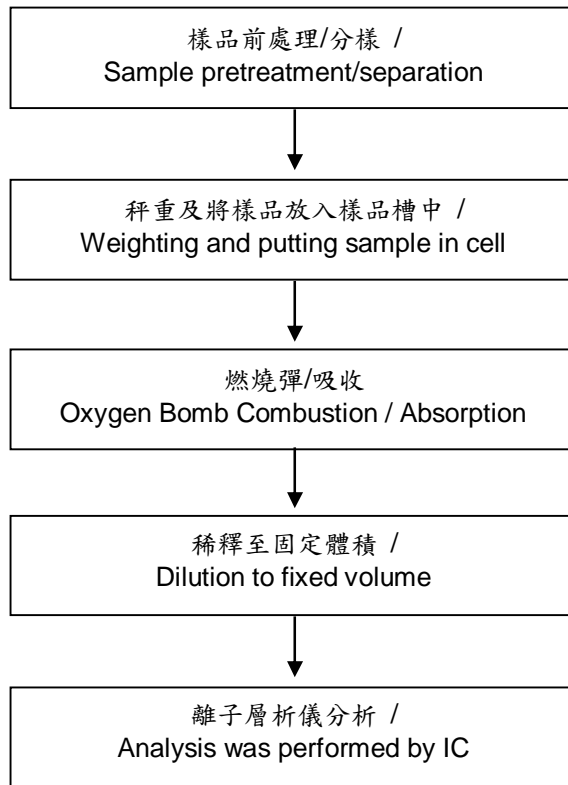 樣品前處理/分樣 /
Sample pretreatment/separation
秤重及將樣品放入樣品槽中 /
Weighting and putting sample in cell
燃燒彈/吸收
Oxygen Bomb Combustion / Absorption
稀釋至固定體積 /
Dilution to fixed volume
離子層析儀分析 /
Analysis was performed by IC